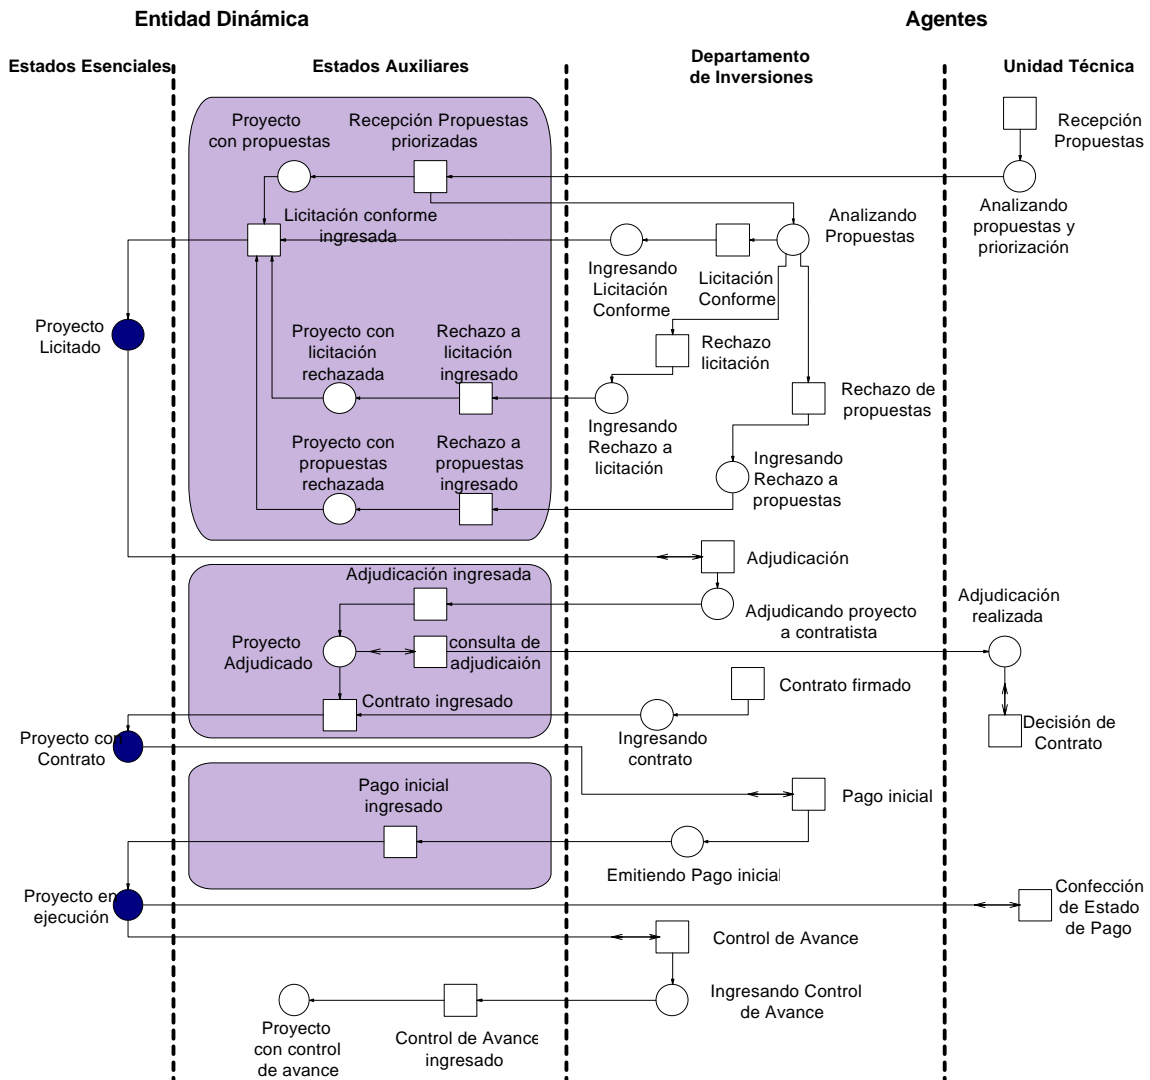 Entidad Dinámica
Agentes
Estados Esenciales
Estados Auxiliares
Departamento
de Inversiones
Unidad Técnica
Proyecto
con propuestas
Recepción Propuestas
priorizadas
Recepción
Propuestas
Licitación conforme
ingresada
Analizando
Propuestas
Analizando
propuestas y
priorización
Ingresando
Licitación
Conforme
Licitación
Conforme
Proyecto
Licitado
Proyecto con
licitación
rechazada
Rechazo a
licitación
ingresado
Rechazo
licitación
Rechazo de
propuestas
Ingresando
Rechazo a
licitación
Proyecto con
propuestas
rechazada
Rechazo a
propuestas
ingresado
Ingresando
Rechazo a
propuestas
Adjudicación
Adjudicación ingresada
Adjudicando proyecto
a contratista
Adjudicación
realizada
Proyecto
Adjudicado
consulta de
adjudicaión
Contrato ingresado
Contrato firmado
Ingresando
contrato
Decisión de
Contrato
Proyecto con
Contrato
Pago inicial
ingresado
Pago inicial
Emitiendo Pago inicial
Proyecto en
ejecución
Confección
de Estado
de Pago
Control de Avance
Ingresando Control
de Avance
Proyecto
con control
de avance
Control de Avance
ingresado